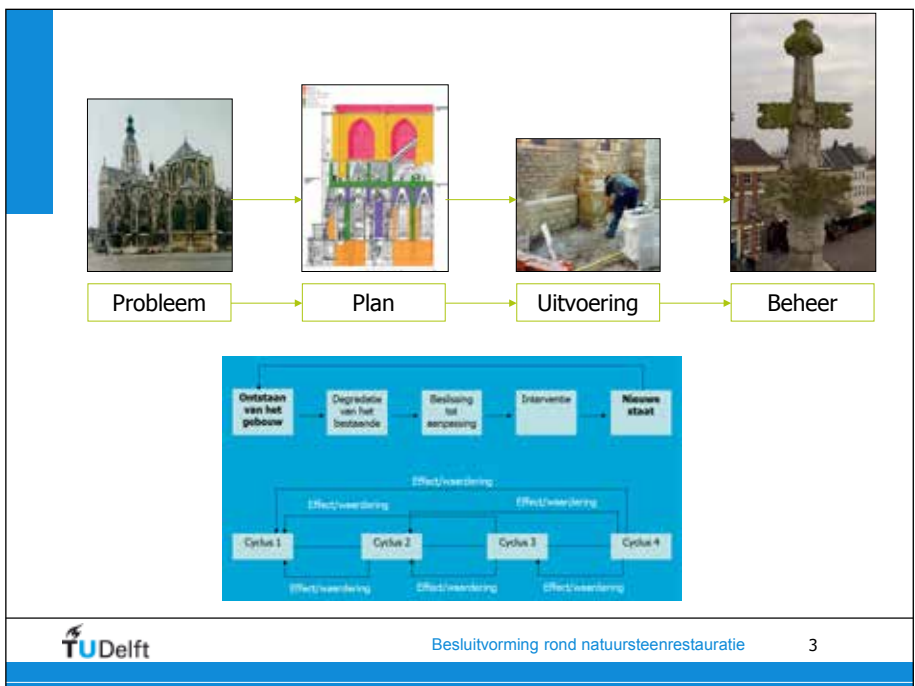 Probleem
Plan
Uitvoering
Beheer
Ontstaan
van het
gebouw
Degradatie
van het
bestaande
Beslissing
tot
aanpassing
Interventie
Nieuwe
staat
Effect/waardering
Effect/waardering
Effect/waardering
Cyclus 1
Cyclus 2
Cyclus 3
Cyclus 4
Effect/waardering
Effect/waardering
Effect/waardering
TUDelft
Besluitvorming rond natuursteenrestauratie
3